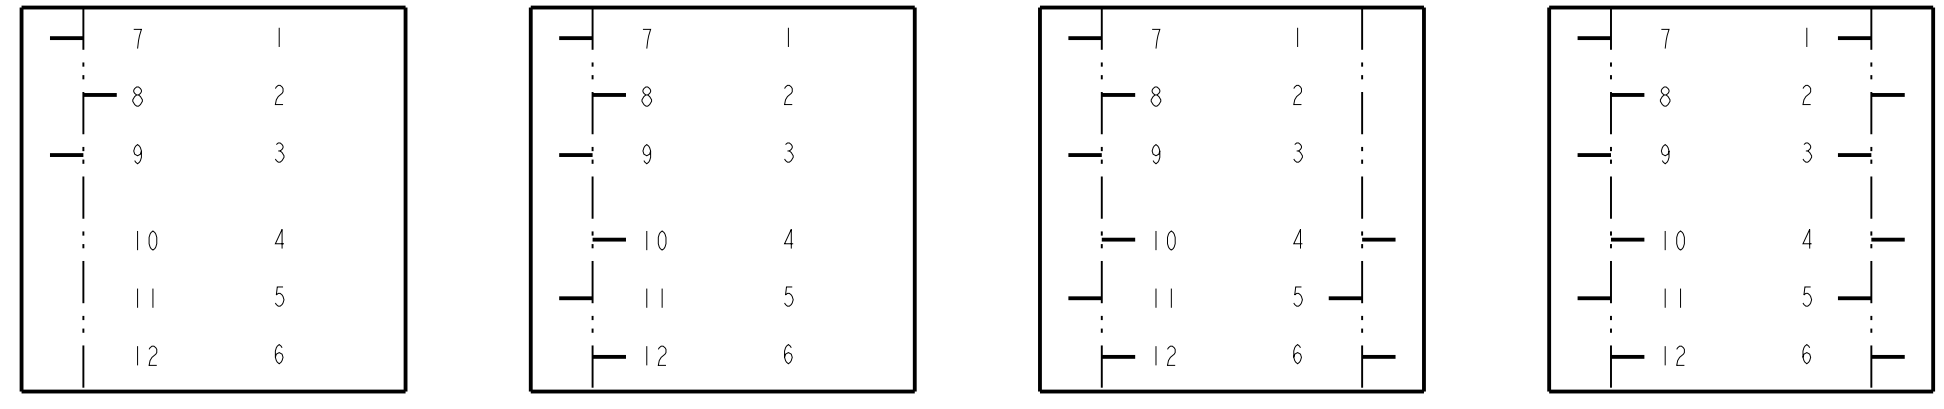 7 1 7 1 7 1 7 1
8 2 8 2 8 2 8 2
9 3 9 3 9 3 9 3
10 4 10 4 10 4 10 4
11 5 11 5 11 5 11 5
12 6 12 6 12 6 12 6